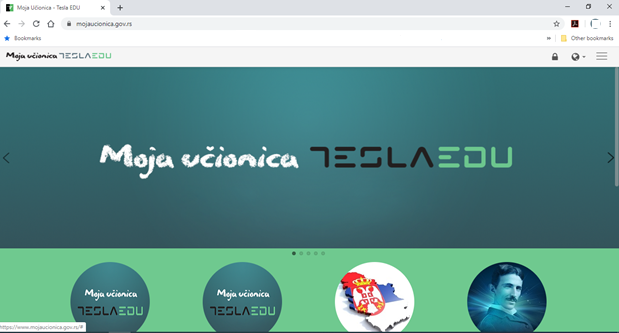 Moja Učionica - Tesla EDU
mojaucionica.gov.rs
Bookmarks
»
Other bookmarks
Moja učionica TESLAEDU
Moja učionica TESLAEDU
Moja učionica
TESLAEDU
Moja učionica
TESLAEDU
https://www.mojaucionica.gov.rs/#